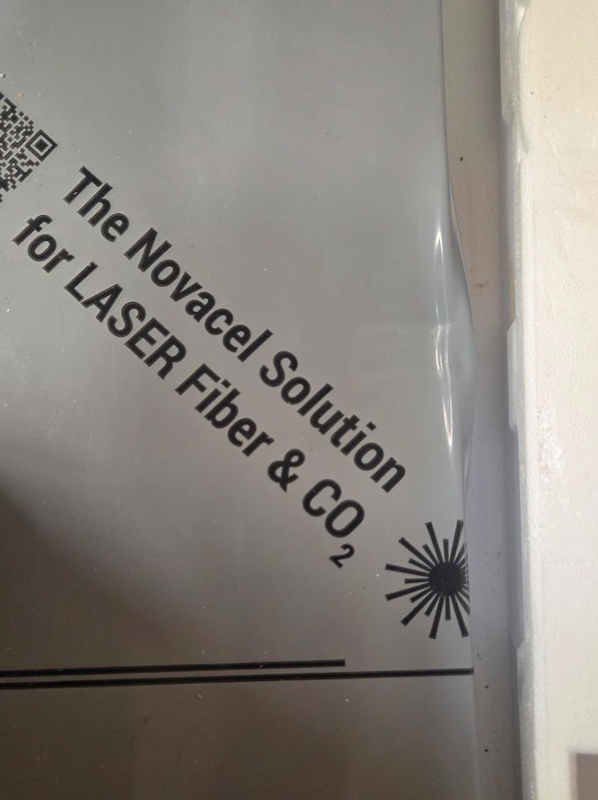 The Novacel Solution
for LASER Fiber & CO₂